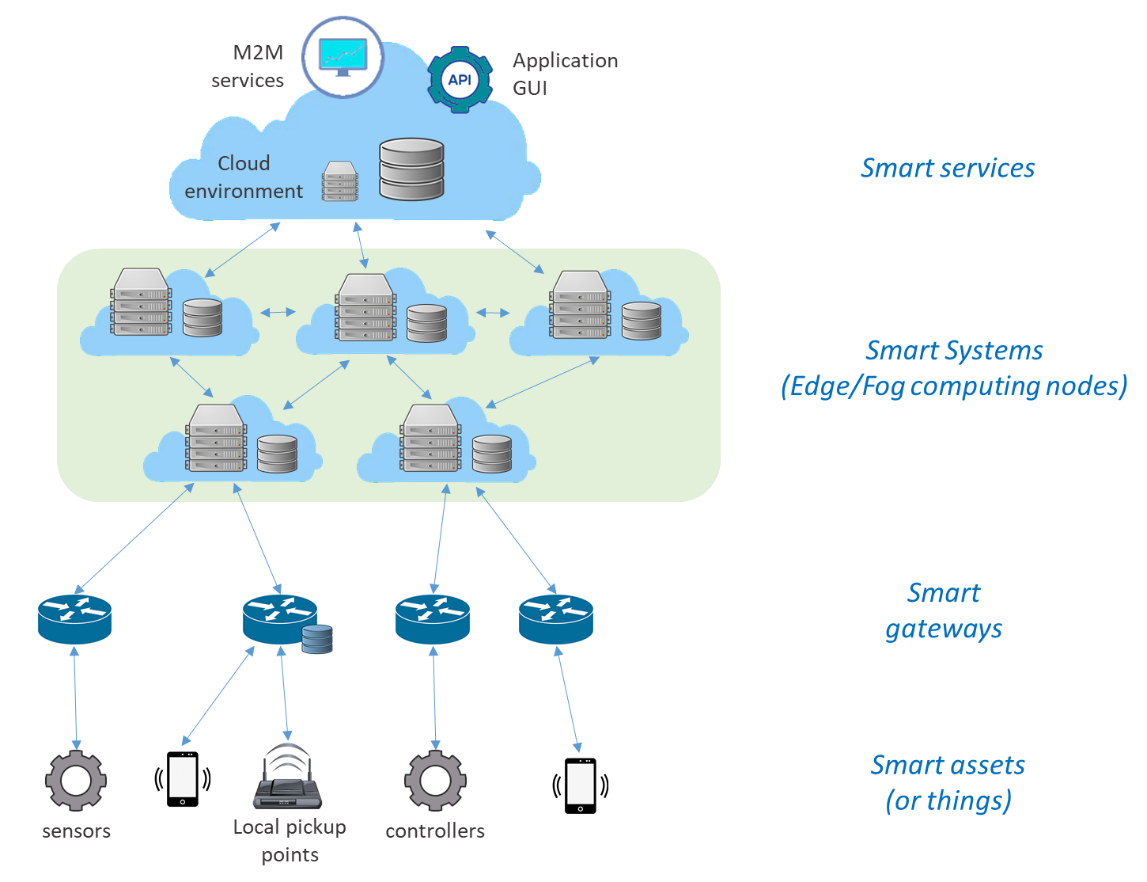 M2M
services
API
Application
GUI
Cloud
environment
Smart services
Smart Systems
(Edge/Fog computing nodes)
Smart
gateways
Smart assets
(or things)
sensors
Local pickup
points
controllers